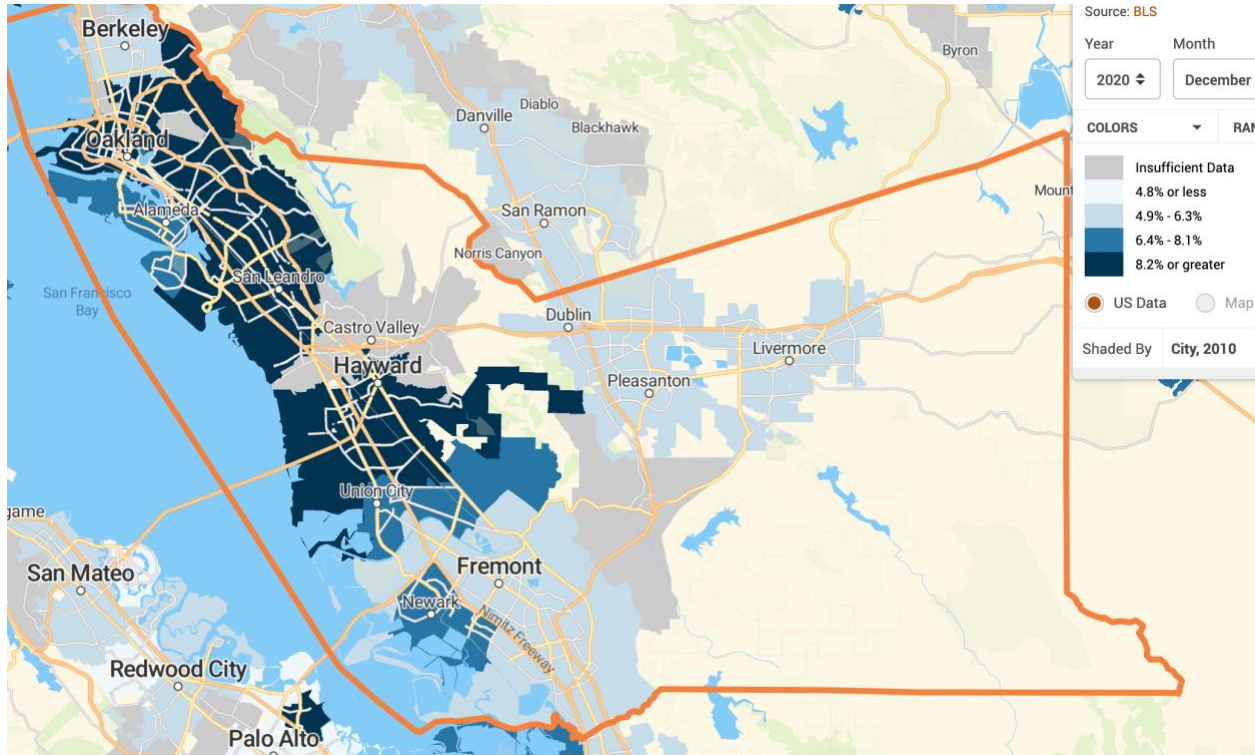 Berkeley
Oakland
Alameda
San Leandro
San Francisco
Bay
Castro Valley
Hayward
Union City
Fremont
Newark
Nimitz Freeway
game
San Mateo
Redwood City
Palo Alto
Danville
Diablo
Blackhawk
San Ramon
Norris Canyon
Dublin
Pleasanton
Livermore
Byron
Mount
Source: BLS
Year Month
2020 December
COLORS RAN
Insufficient Data
4.8% or less
4.9% - 6.3%
6.4% - 8.1%
8.2% or greater
US Data Map
Shaded By City, 2010